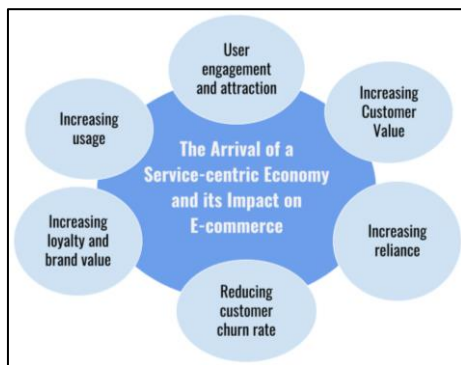 User
engagement
and attraction
Increasing
Customer
Value
Increasing
usage
The Arrival of a
Service-centric Economy
and its Impact on
E-commerce
Increasing
loyalty and
brand value
Increasing
reliance
Reducing
customer
churn rate